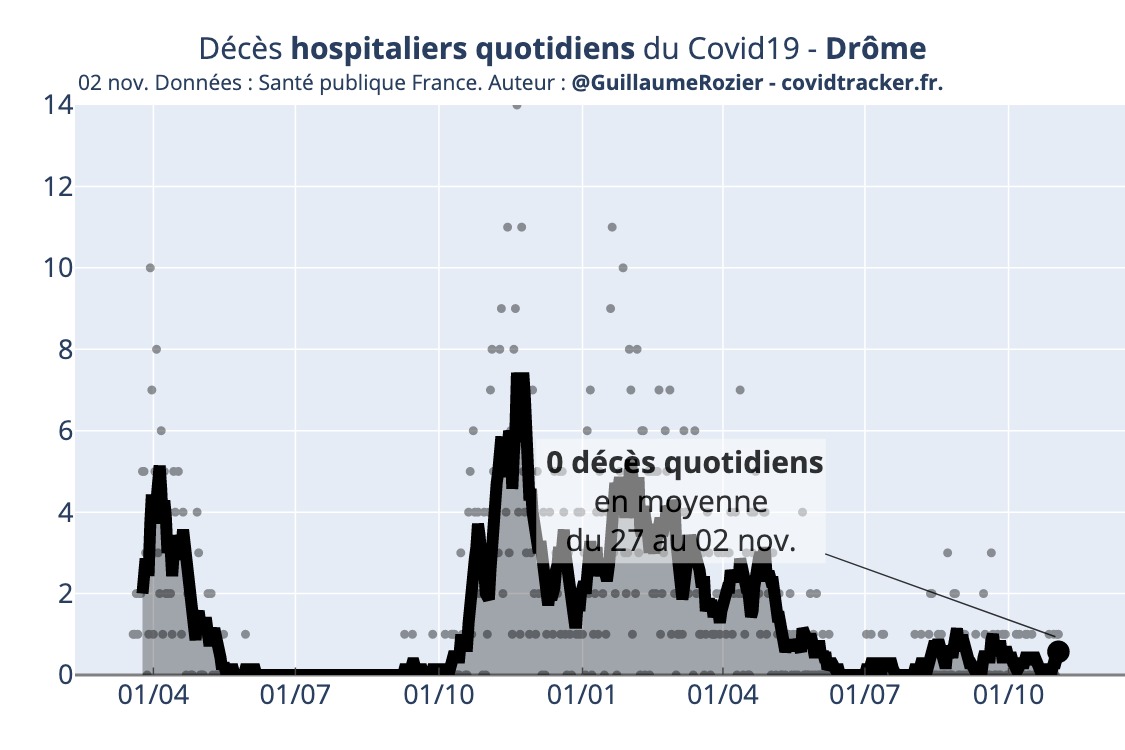 Décès hospitaliers quotidiens du Covid19 - Drôme
02 nov. Données : Santé publique France. Auteur : @GuillaumeRozier - covidtracker.fr.
14
12
10
8
6
4
2
0
0 décès quotidiens
en moyenne
du 27 au 02 nov.
01/04 01/07 01/10 01/01 01/04 01/07 01/10